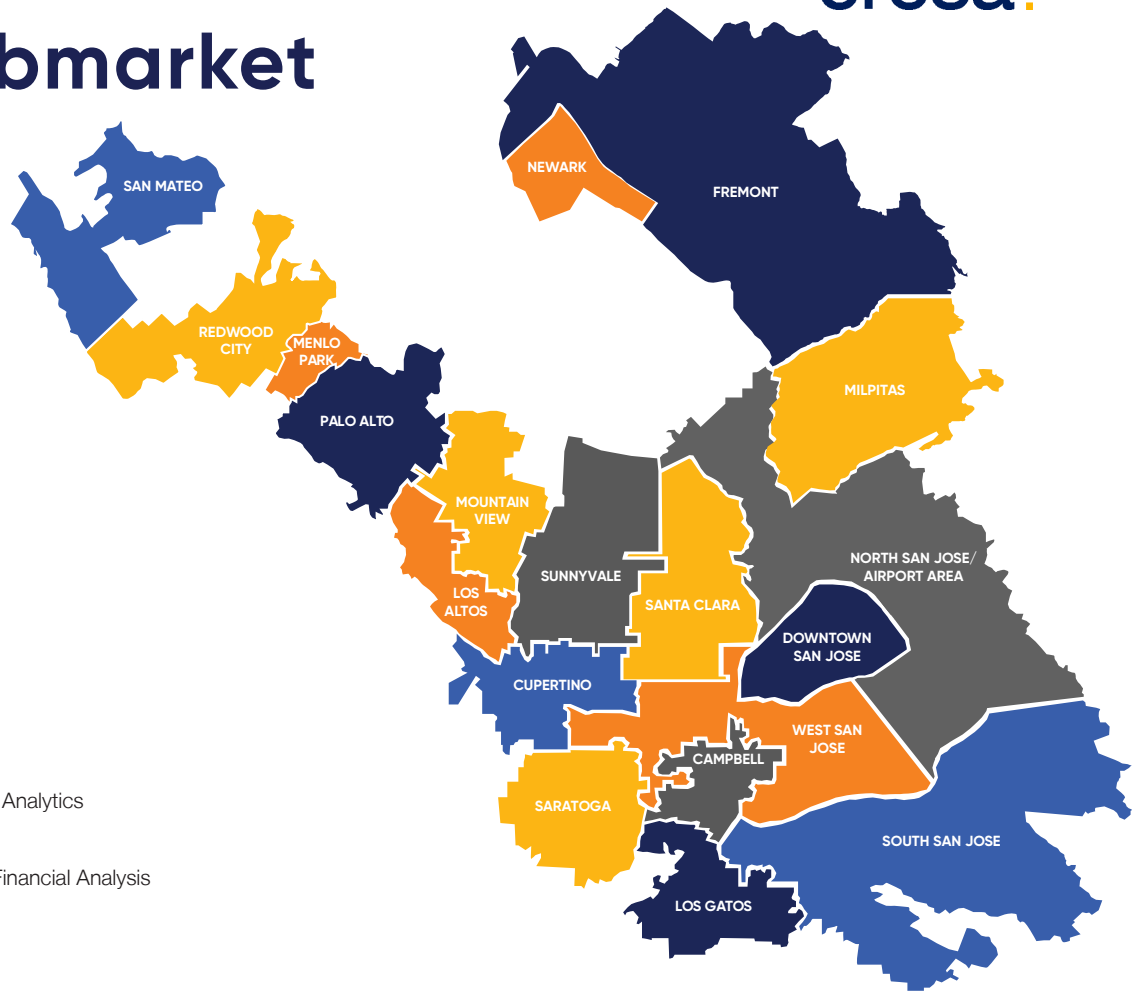 bmarket
cresa.
SAN MATEO
NEWARK
FREMONT
REDWOOD
CITY
MENLO
PARK
MILPITAS
PALO ALTO
MOUNTAIN
VIEW
NORTH SAN JOSE/
AIRPORT AREA
SUNNYVALE
LOS
ALTOS
SANTA CLARA
DOWNTOWN
SAN JOSE
CUPERTINO
WEST SAN
JOSE
CAMPBELL
Analytics
SARATOGA
SOUTH SAN JOSE
Financial Analysis
LOS GATOS